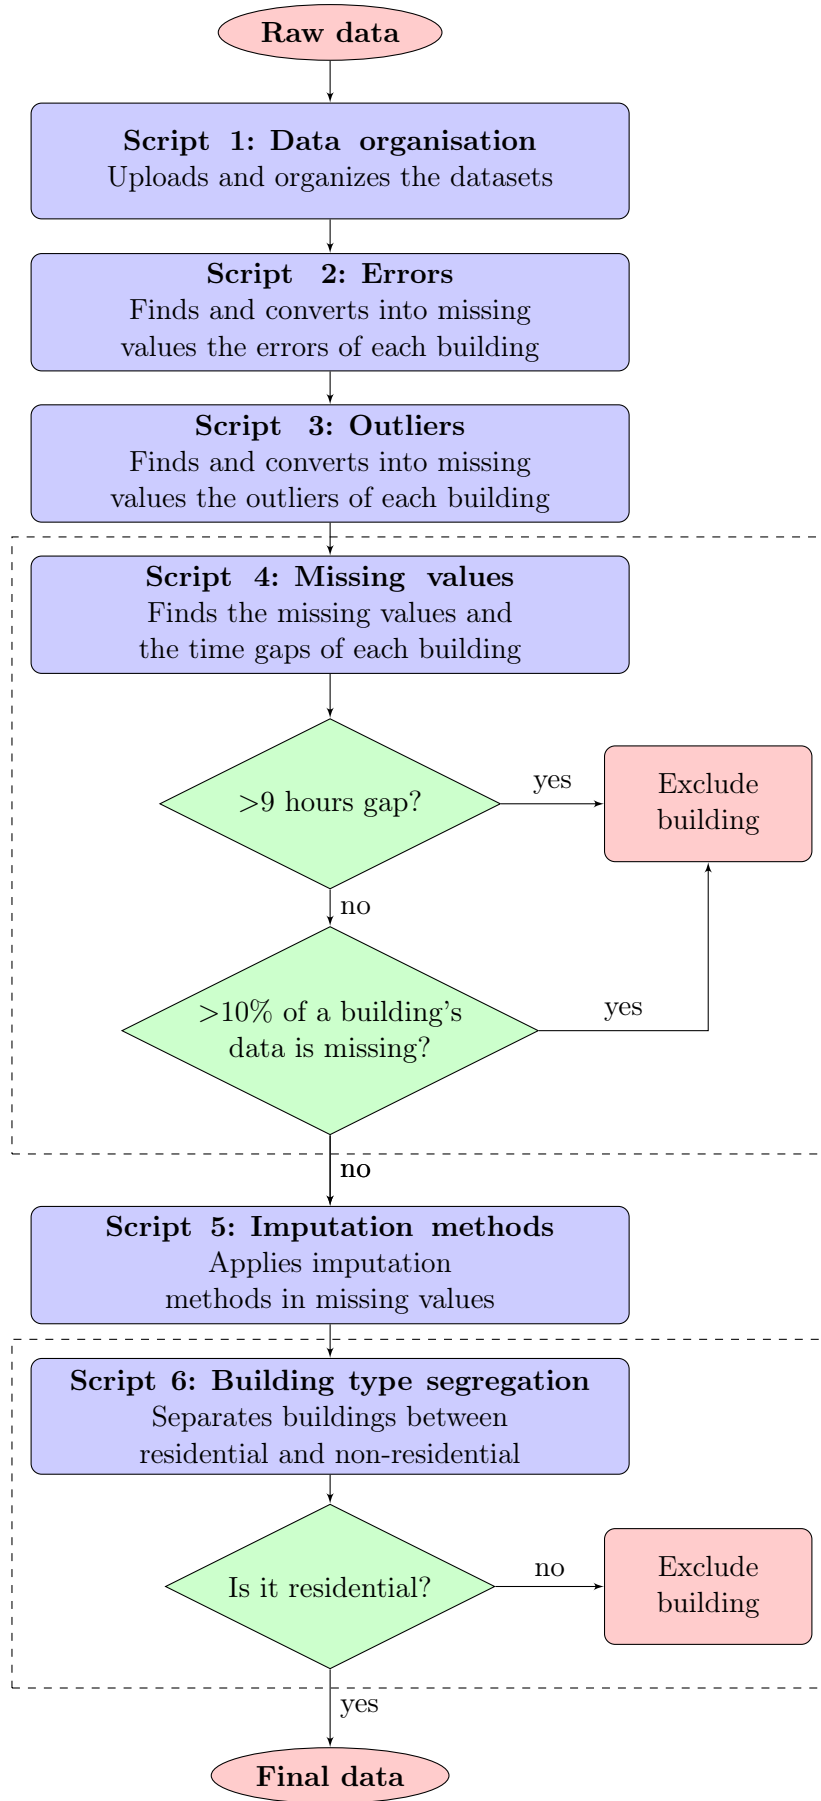 Raw data
Script 1: Data organisation
Uploads and organizes the datasets
Script 2: Errors
Finds and converts into missing
values the errors of each building
Script 3: Outliers
Finds and converts into missing
values the outliers of each building
Script 4: Missing values
Finds the missing values and
the time gaps of each building
>9 hours gap?
yes
Exclude
building
no
>10% of a building's
data is missing?
yes
no
Script 5: Imputation methods
Applies imputation
methods in missing values
Script 6: Building type segregation
Separates buildings between
residential and non-residential
Is it residential?
no
Exclude
building
yes
Final data